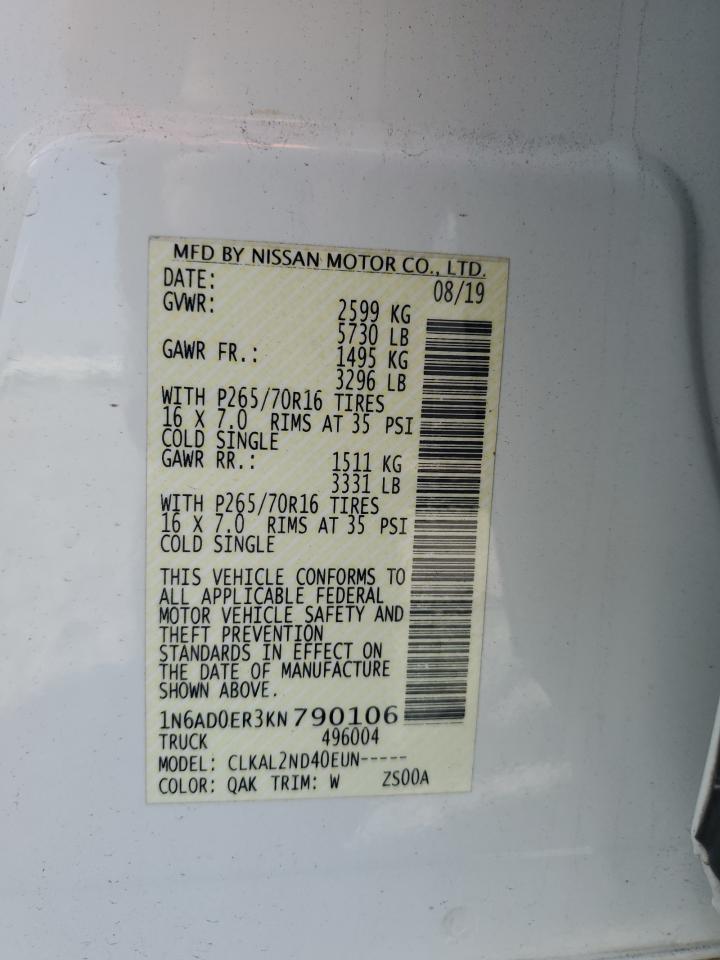 MFD BY NISSAN MOTOR CO., LTD.
DATE: 08/19
GVWR: 2599 KG
5730 LB
GAWR FR.: 1495 KG
3296 LB
WITH P265/70R16 TIRES
16 X 7.0 RIMS AT 35 PSI
COLD SINGLE
GAWR RR.: 1511 KG
3331 LB
WITH P265/70R16 TIRES
16 X 7.0 RIMS AT 35 PSI
COLD SINGLE
THIS VEHICLE CONFORMS TO
ALL APPLICABLE FEDERAL
MOTOR VEHICLE SAFETY AND
THEFT PREVENTION
STANDARDS IN EFFECT ON
THE DATE OF MANUFACTURE
SHOWN ABOVE.
1N6AD0ER3KN790106
TRUCK 496004
MODEL: CLKAL2ND40EUN-----
COLOR: QAK TRIM: W ZS00A